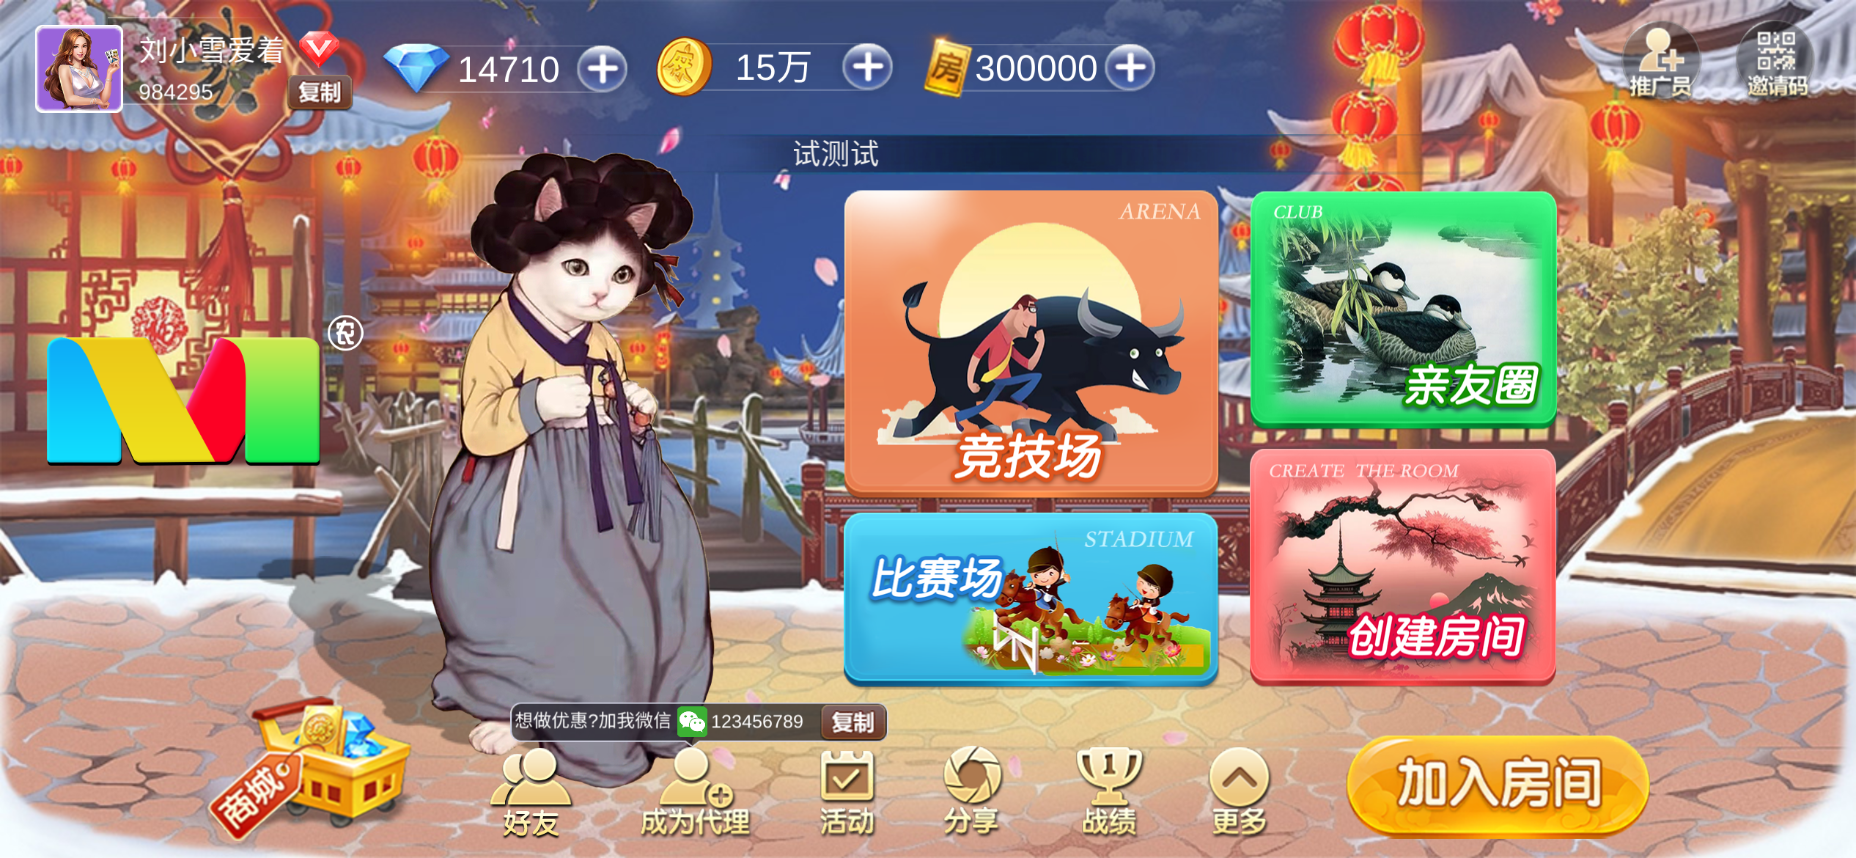 刘小雪爱着
984295
复制
14710
15万
房
300000
推广员
邀请码
试测试
ARENA
竞技场
CLUB
亲友圈
农
福
STADIUM
比赛场
CREATE THE ROOM
创建房间
想做优惠?加我微信 123456789 复制
商城
好友
成为代理
活动
分享
1
战绩
更多
加入房间